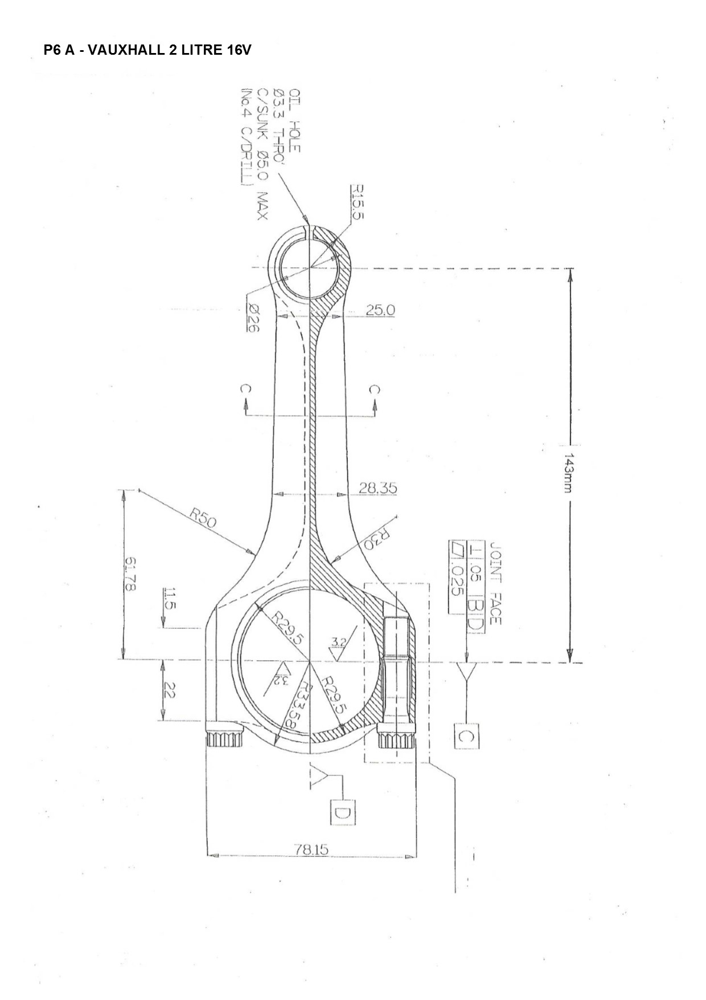 P6 A - VAUXHALL 2 LITRE 16V
OIL HOLE
Ø3.3 THRO'
C/SUNK Ø5.0 MAX
(No.4 C/DRILL)
R15.5
Ø26
25.0
C
C
143mm
28.35
R50
R30
61.78
11.5
JOINT FACE
⊥ .05 B D
⏥ .025
R29.5
3.2
3.2
R29.5
R33.58
22
C
D
78.15